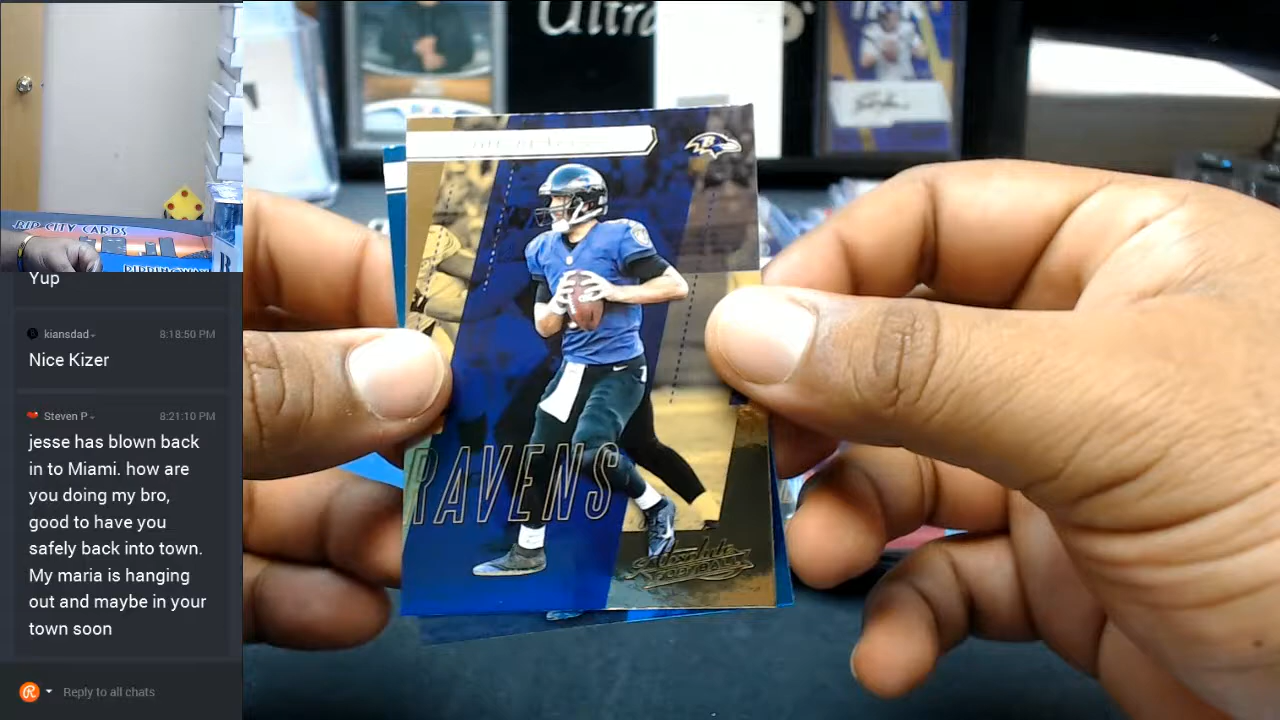 Ultra
RIP CITY CARDS
Yup
kiansdad
8:18:50 PM
Nice Kizer
Steven P
8:21:10 PM
jesse has blown back
in to Miami. how are
you doing my bro,
good to have you
safely back into town.
My maria is hanging
out and maybe in your
town soon
Reply to all chats
RAVENS
Absolute
FOOTBALL